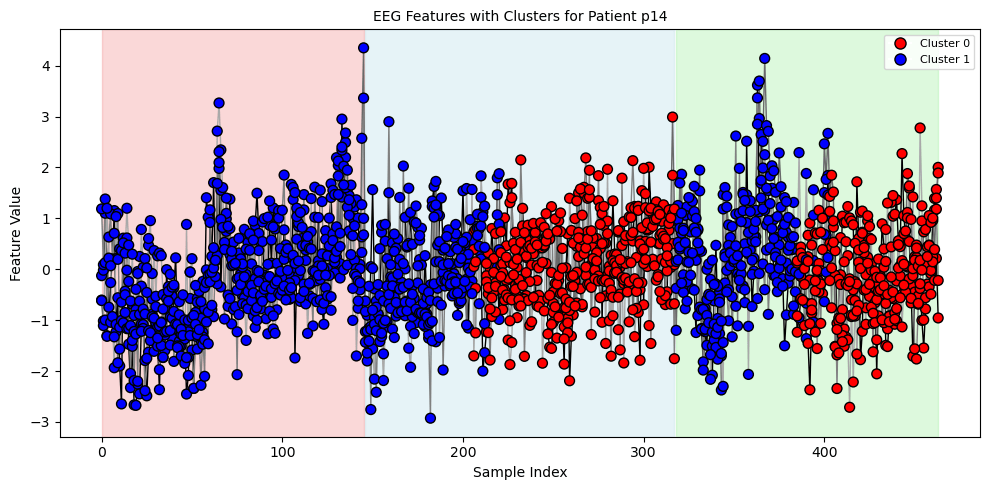 EEG Features with Clusters for Patient p14
Cluster 0
Cluster 1
Feature Value
4
3
2
1
0
−1
−2
−3
0
100
200
300
400
Sample Index